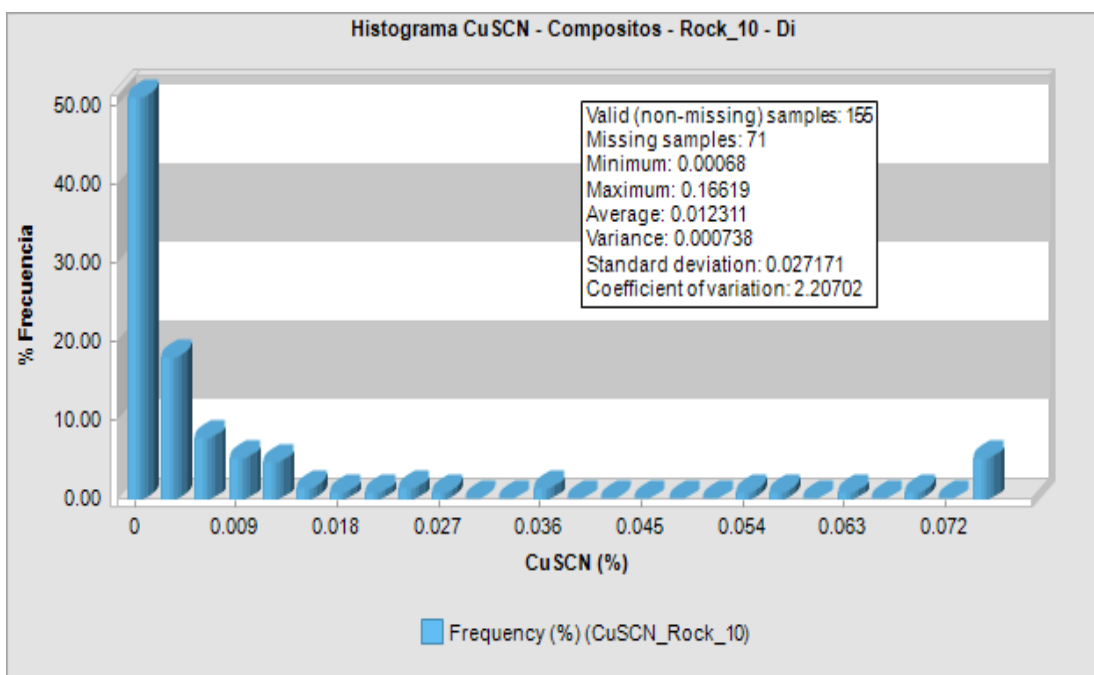 Histograma CuSCN - Compositos - Rock_10 - Di
50.00
40.00
30.00
20.00
10.00
0.00
% Frecuencia
Valid (non-missing) samples: 155
Missing samples: 71
Minimum: 0.00068
Maximum: 0.16619
Average: 0.012311
Variance: 0.000738
Standard deviation: 0.027171
Coefficient of variation: 2.20702
0 0.009 0.018 0.027 0.036 0.045 0.054 0.063 0.072
CuSCN (%)
Frequency (%) (CuSCN_Rock_10)